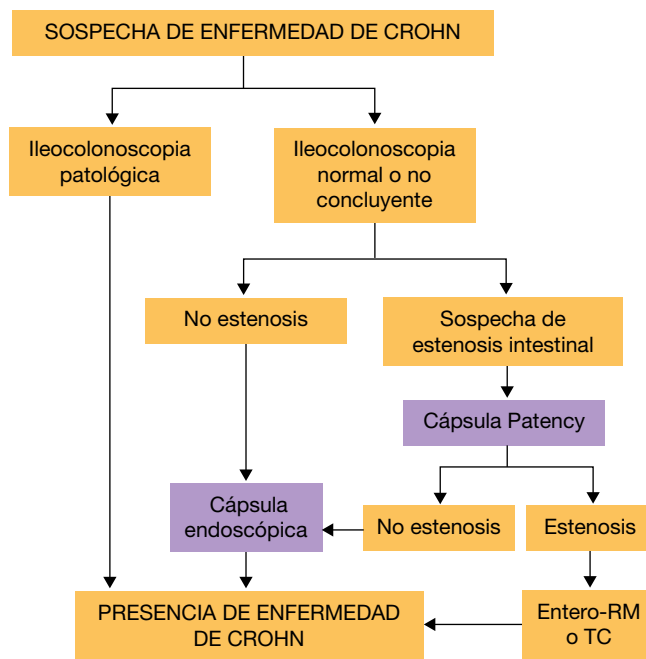 SOSPECHA DE ENFERMEDAD DE CROHN
Ileocolonoscopia
patológica
Ileocolonoscopia
normal o no
concluyente
No estenosis
Sospecha de
estenosis intestinal
Cápsula Patency
Cápsula
endoscópica
No estenosis
Estenosis
PRESENCIA DE ENFERMEDAD
DE CROHN
Entero-RM
o TC